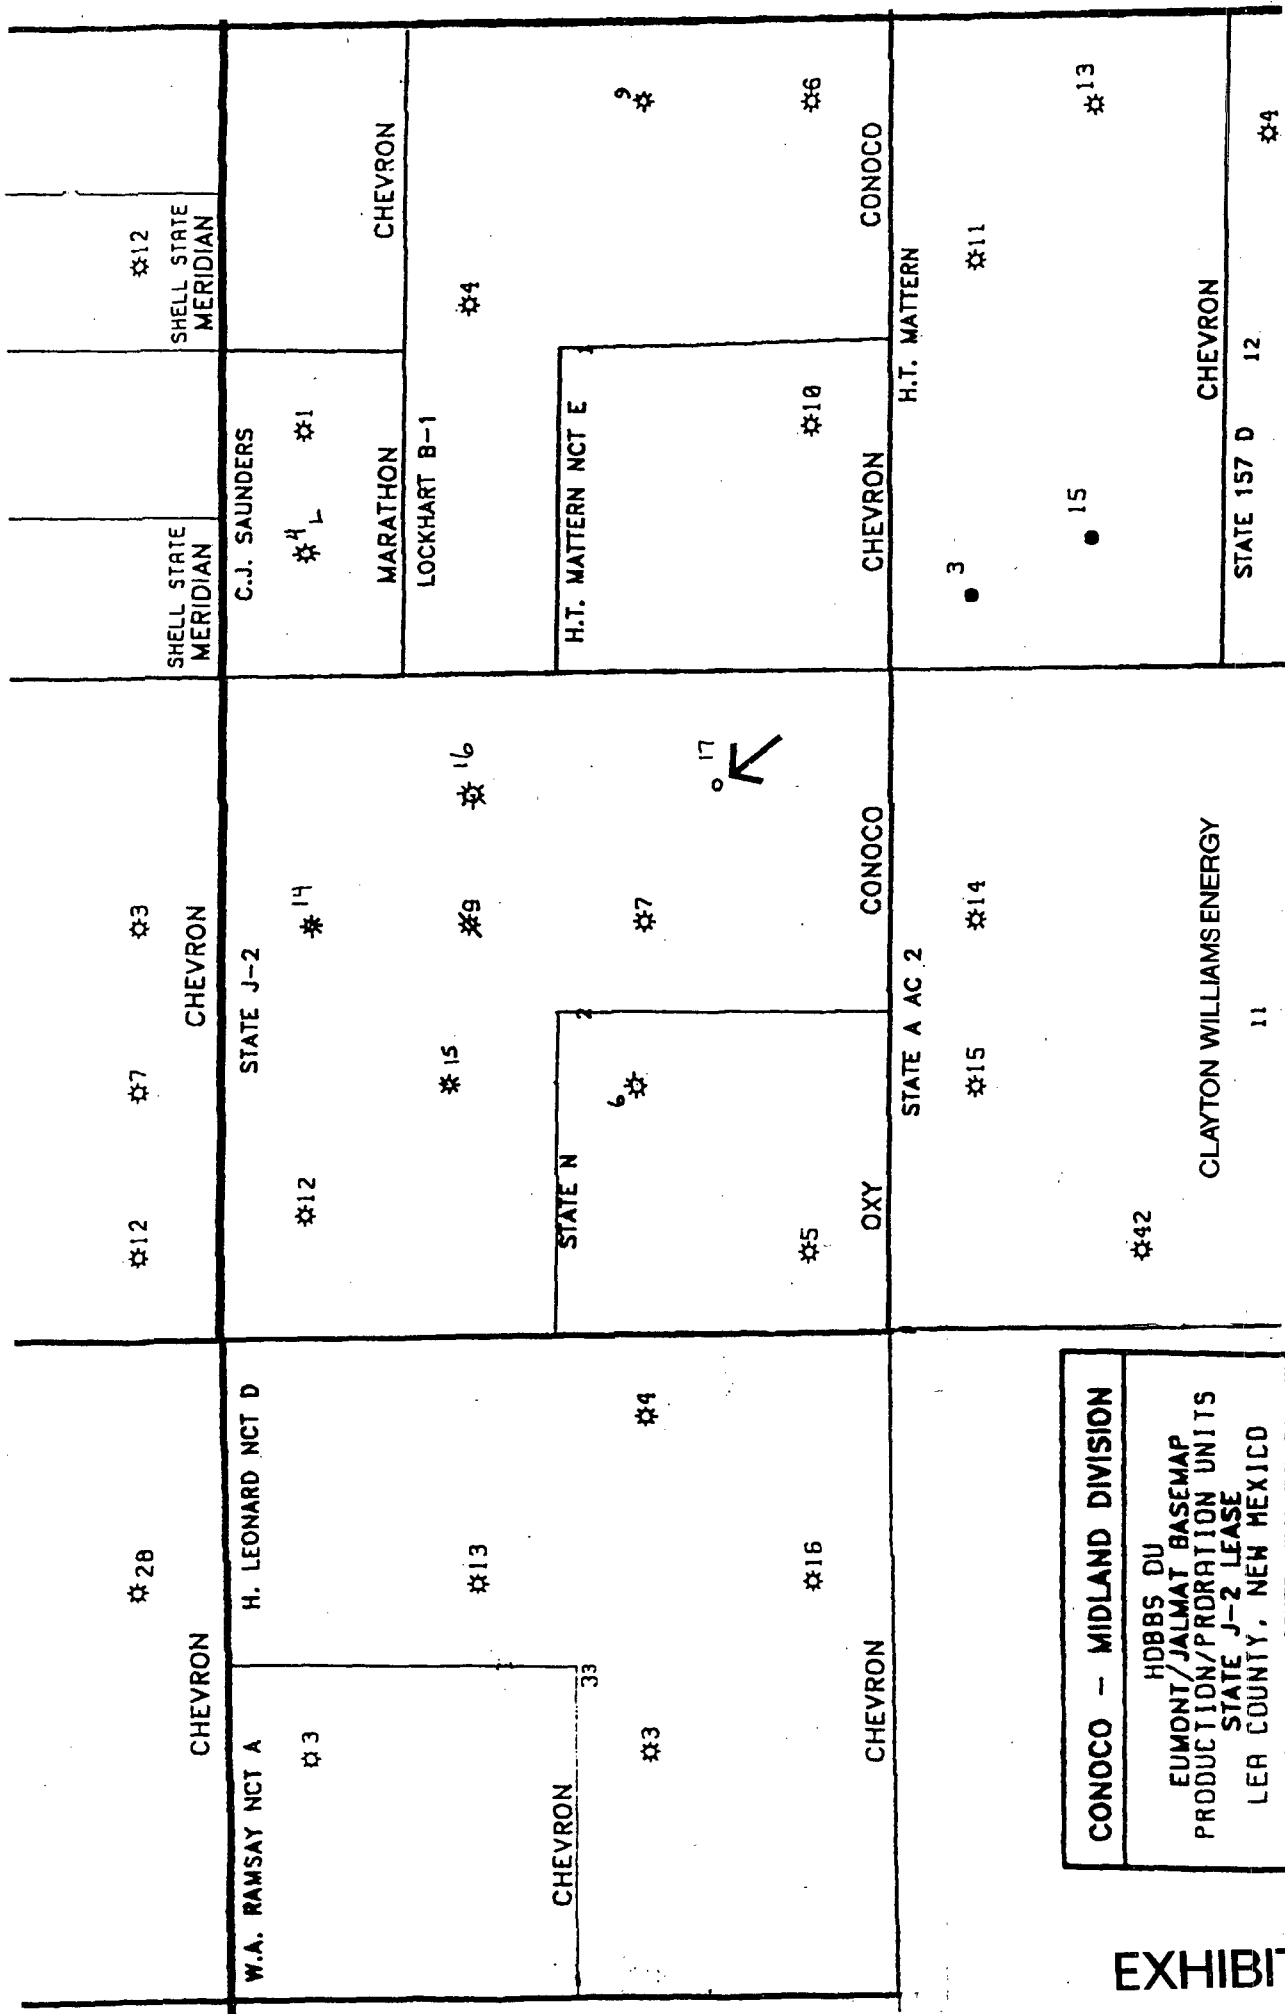 28
12
7
3
12
CHEVRON
CHEVRON
SHELL STATE
MERIDIAN
SHELL STATE
MERIDIAN
W.A. RAMSAY NCT A
H. LEONARD NCT D
STATE J-2
C.J. SAUNDERS
3
12
14
4
1
MARATHON
CHEVRON
13
15
9
16
LOCKHART B-1
4
CHEVRON
33
STATE N
2
H.T. MATTERN NCT E
1
3
4
6
7
9
17
16
5
10
6
CHEVRON
OXY
CONOCO
CHEVRON
CONOCO
STATE A AC 2
H.T. MATTERN
15
14
3
11
42
15
13
CLAYTON WILLIAMS ENERGY
CHEVRON
11
STATE 157 D
12
4
CONOCO - MIDLAND DIVISION
HOBBS DU
EUMONT/JALMAT BASEMAP
PRODUCTION/PRORATION UNITS
STATE J-2 LEASE
LEA COUNTY, NEW MEXICO
EXHIBIT